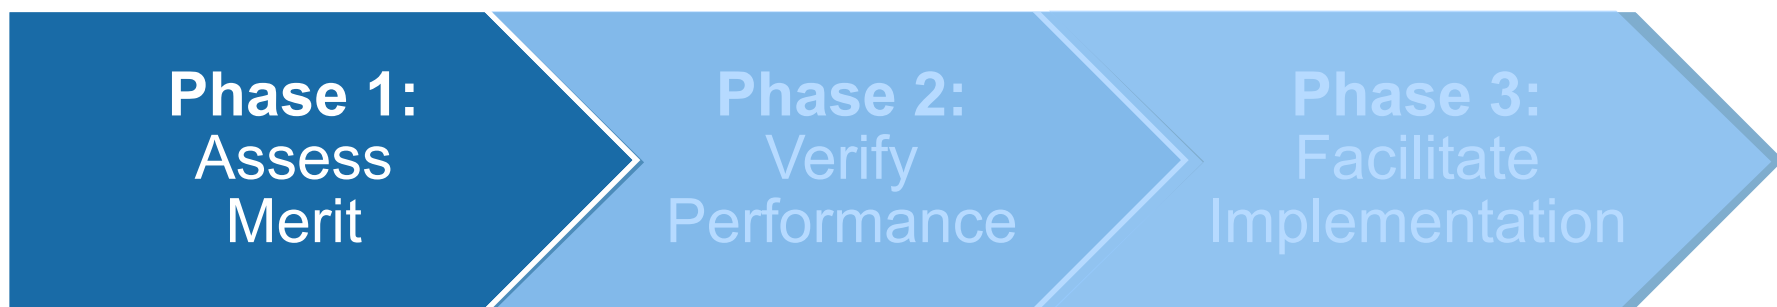 Phase 1:
Assess
Merit
Phase 2:
Verify
Performance
Phase 3:
Facilitate
Implementation